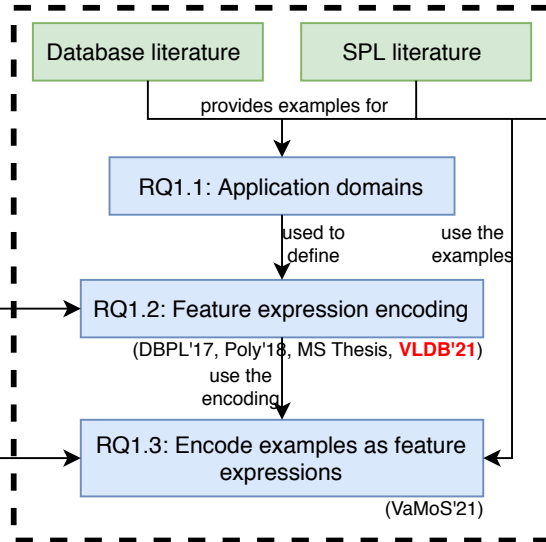 Database literature
SPL literature
provides examples for
RQ1.1: Application domains
used to
define
use the
examples
RQ1.2: Feature expression encoding
(DBPL'17, Poly'18, MS Thesis, VLDB'21)
use the
encoding
RQ1.3: Encode examples as feature
expressions
(VaMoS'21)